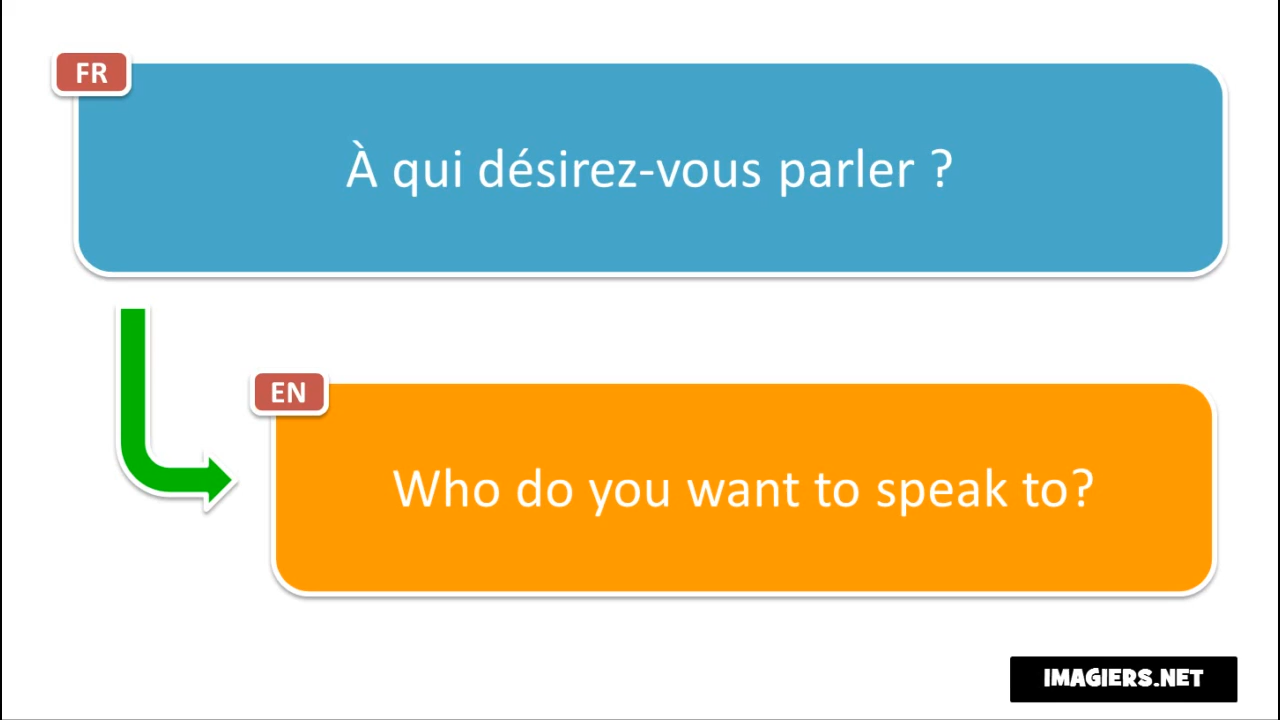 FR
À qui désirez-vous parler ?
EN
Who do you want to speak to?
IMAGIERS.NET